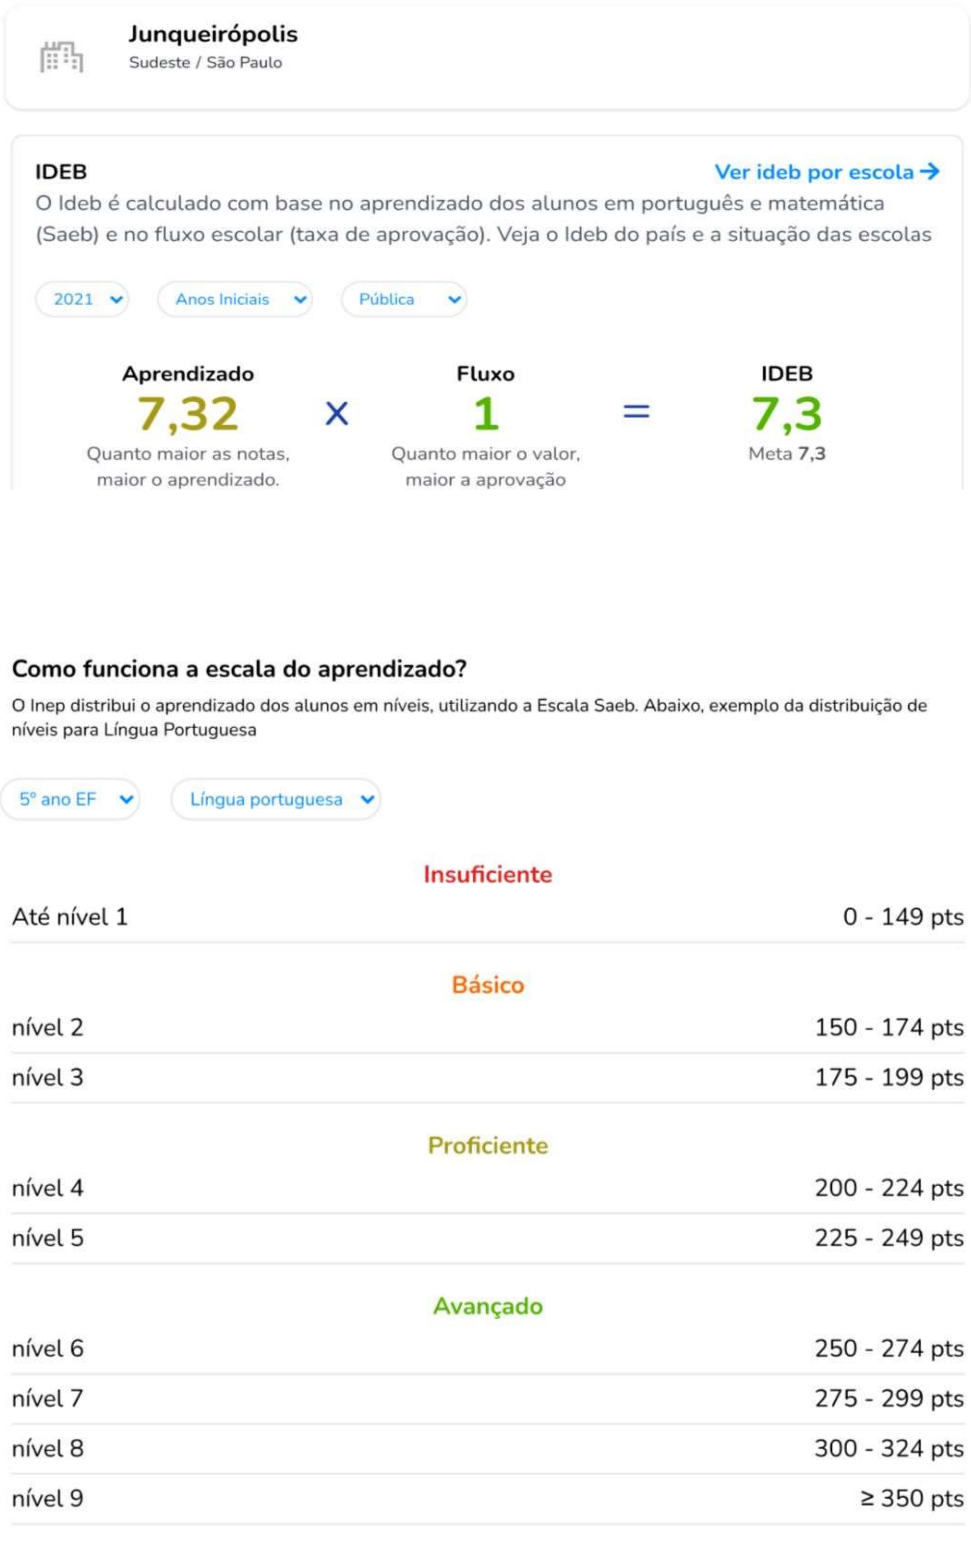 Junqueirópolis
Sudeste / São Paulo
IDEB
Ver ideb por escola →
O Ideb é calculado com base no aprendizado dos alunos em português e matemática
(Saeb) e no fluxo escolar (taxa de aprovação). Veja o Ideb do país e a situação das escolas
2021 Anos Iniciais Pública
Aprendizado Fluxo IDEB
7,32 x 1 = 7,3
Quanto maior as notas, Quanto maior o valor, Meta 7,3
maior o aprendizado. maior a aprovação
Como funciona a escala do aprendizado?
O Inep distribui o aprendizado dos alunos em níveis, utilizando a Escala Saeb. Abaixo, exemplo da distribuição de
níveis para Língua Portuguesa
5º ano EF Língua portuguesa
Insuficiente
Até nível 1 0 - 149 pts
Básico
nível 2 150 - 174 pts
nível 3 175 - 199 pts
Proficiente
nível 4 200 - 224 pts
nível 5 225 - 249 pts
Avançado
nível 6 250 - 274 pts
nível 7 275 - 299 pts
nível 8 300 - 324 pts
nível 9 ≥ 350 pts